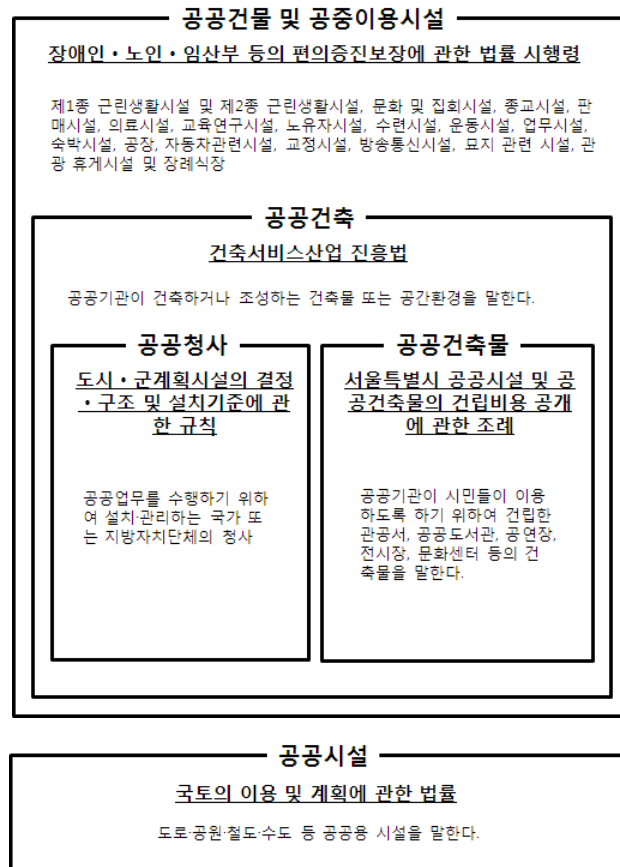 공공건물 및 공중이용시설
장애인・노인・임산부 등의 편의증진보장에 관한 법률 시행령
제1종 근린생활시설 및 제2종 근린생활시설, 문화 및 집회시설, 종교시설, 판
매시설, 의료시설, 교육연구시설, 노유자시설, 수련시설, 운동시설, 업무시설,
숙박시설, 공장, 자동차관련시설, 교정시설, 방송통신시설, 묘지 관련 시설, 관
광 휴게시설 및 장례식장
공공건축
건축서비스산업 진흥법
공공기관이 건축하거나 조성하는 건축물 또는 공간환경을 말한다.
공공청사
도시・군계획시설의 결정
・구조 및 설치기준에 관
한 규칙
공공업무를 수행하기 위하
여 설치·관리하는 국가 또
는 지방자치단체의 청사
공공건축물
서울특별시 공공시설 및 공
공건축물의 건립비용 공개
에 관한 조례
공공기관이 시민들이 이용
하도록 하기 위하여 건립한
관공서, 공공도서관, 공연장,
전시장, 문화센터 등의 건
축물을 말한다.
공공시설
국토의 이용 및 계획에 관한 법률
도로·공원·철도·수도 등 공공용 시설을 말한다.